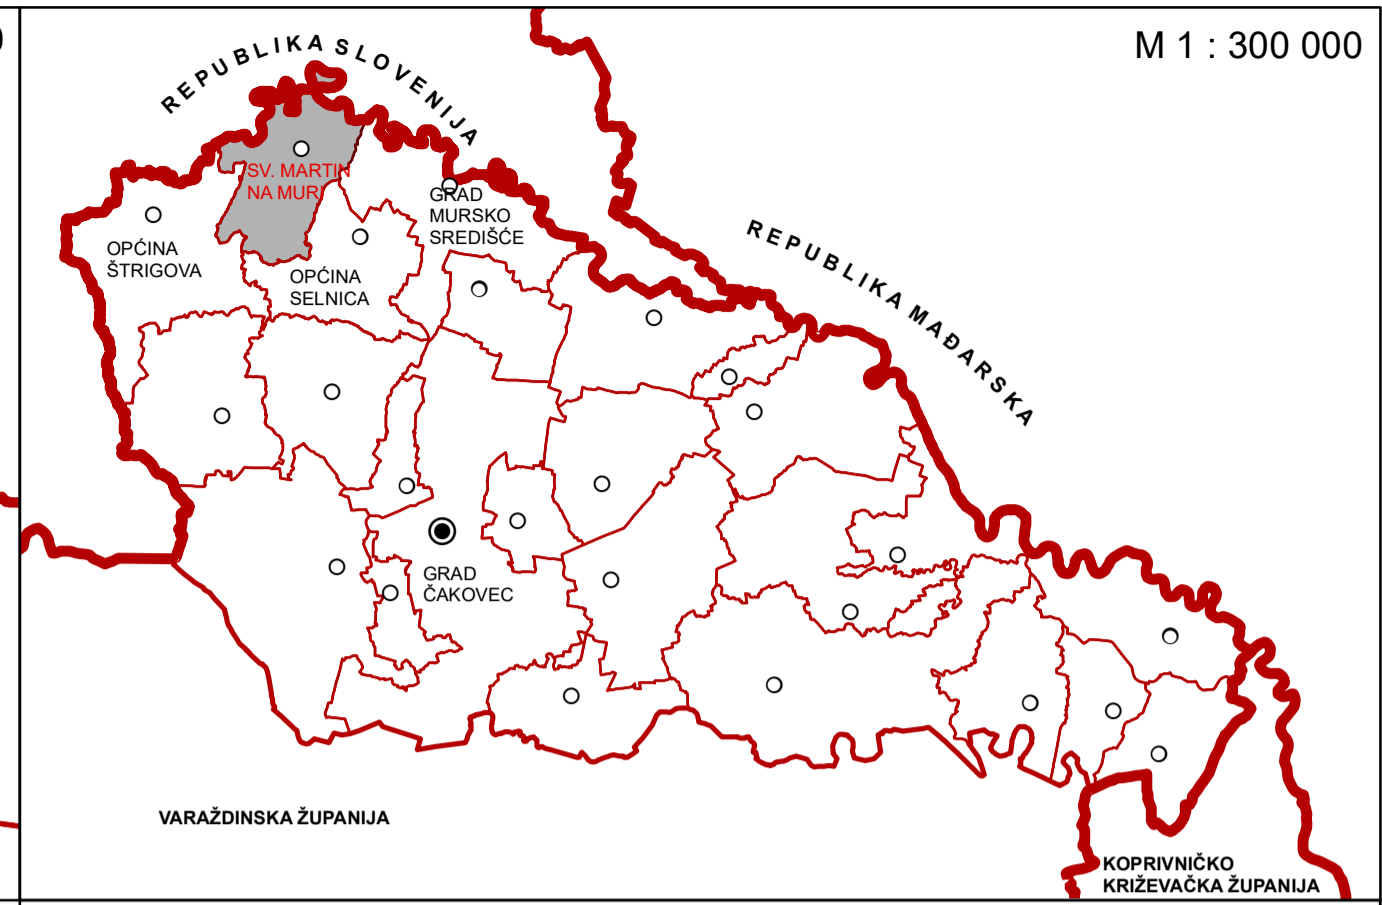 M 1 : 300 000
REPUBLIKA SLOVENIJA
SV. MARTIN
NA MURI
GRAD
MURSKO
SREDIŠĆE
OPĆINA
ŠTRIGOVA
OPĆINA
SELNICA
REPUBLIKA MAĐARSKA
GRAD
ČAKOVEC
VARAŽDINSKA ŽUPANIJA
KOPRIVNIČKO
KRIŽEVAČKA ŽUPANIJA